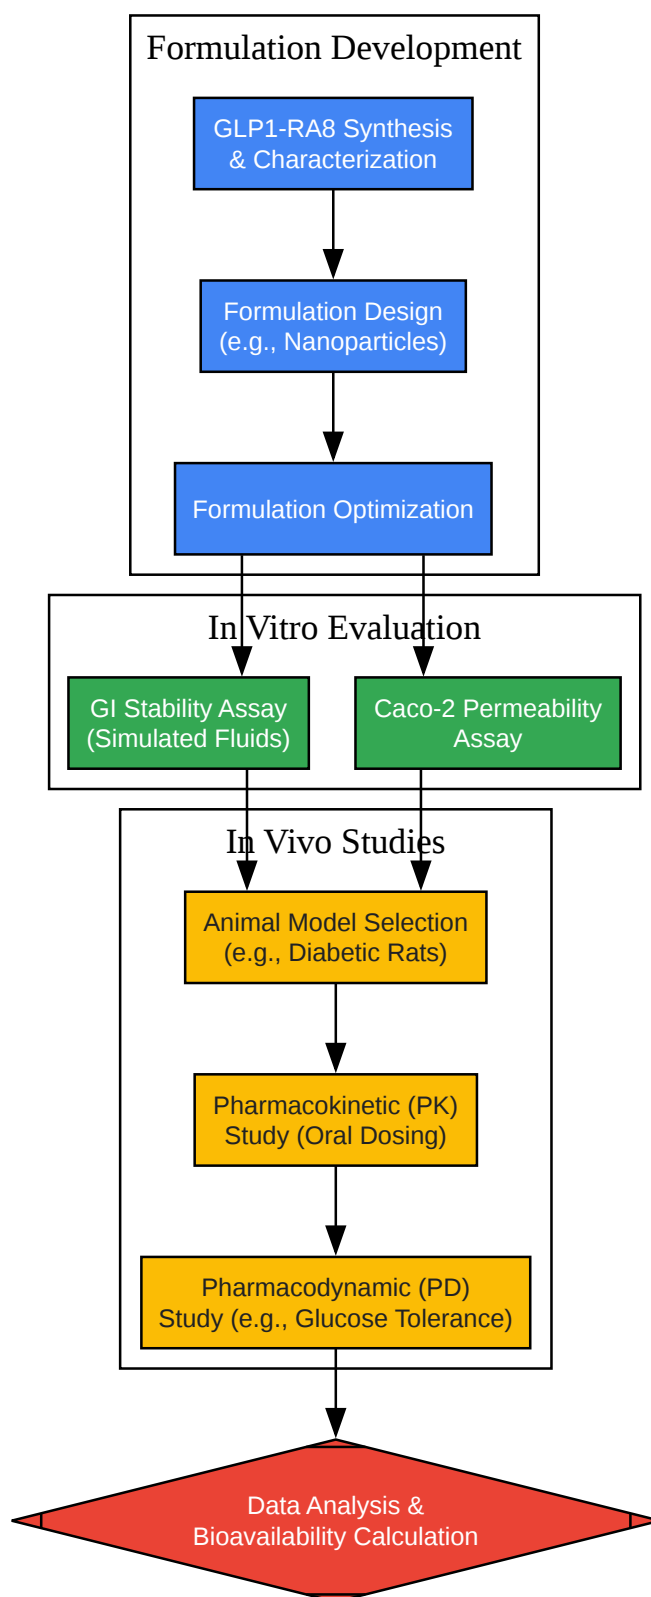 Formulation Development
GLP1-RA8 Synthesis
& Characterization
Formulation Design
(e.g., Nanoparticles)
Formulation Optimization
In Vitro Evaluation
GI Stability Assay
(Simulated Fluids)
Caco-2 Permeability
Assay
In Vivo Studies
Animal Model Selection
(e.g., Diabetic Rats)
Pharmacokinetic (PK)
Study (Oral Dosing)
Pharmacodynamic (PD)
Study (e.g., Glucose Tolerance)
Data Analysis &
Bioavailability Calculation